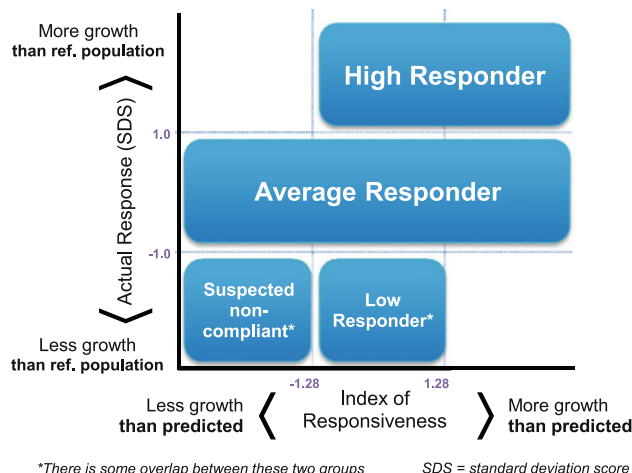 More growth
than ref. population
High Responder
1.0
Actual Response (SDS)
Average Responder
-1.0
Suspected
non-
compliant*
Low
Responder*
Less growth
than ref. population
-1.28
1.28
Less growth
than predicted
Index of
Responsiveness
More growth
than predicted
*There is some overlap between these two groups
SDS = standard deviation score